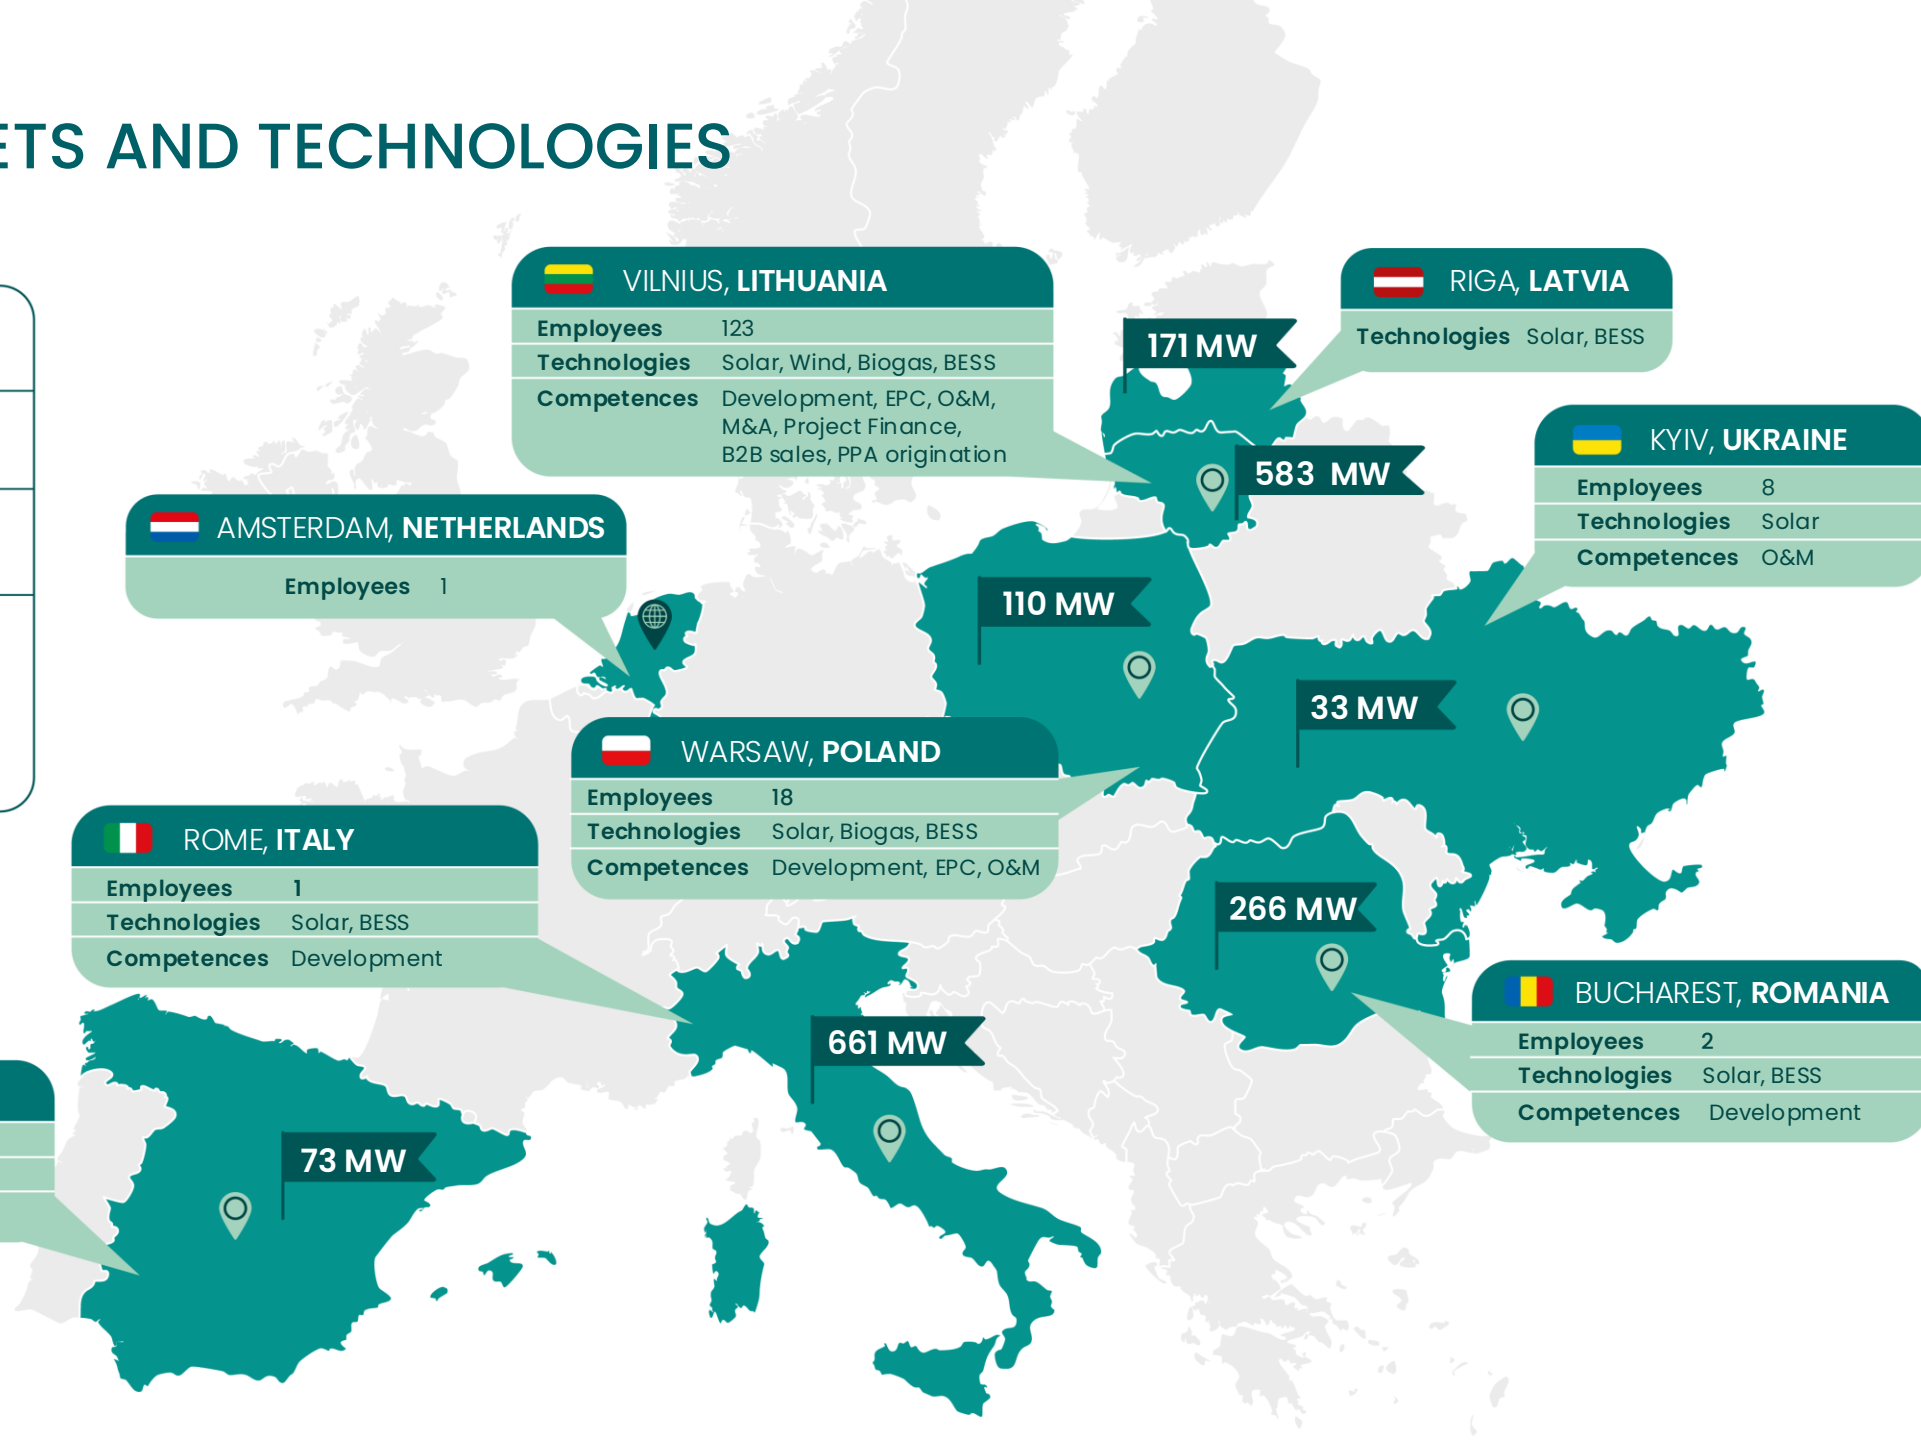 ETS AND TECHNOLOGIES
VILNIUS, LITHUANIA
Employees 123
Technologies Solar, Wind, Biogas, BESS
Competences Development, EPC, O&M,
M&A, Project Finance,
B2B sales, PPA origination
RIGA, LATVIA
Technologies Solar, BESS
171 MW
KYIV, UKRAINE
Employees 8
Technologies Solar
Competences O&M
583 MW
AMSTERDAM, NETHERLANDS
Employees 1
110 MW
33 MW
WARSAW, POLAND
Employees 18
Technologies Solar, Biogas, BESS
Competences Development, EPC, O&M
ROME, ITALY
Employees 1
Technologies Solar, BESS
Competences Development
266 MW
BUCHAREST, ROMANIA
Employees 2
Technologies Solar, BESS
Competences Development
661 MW
73 MW